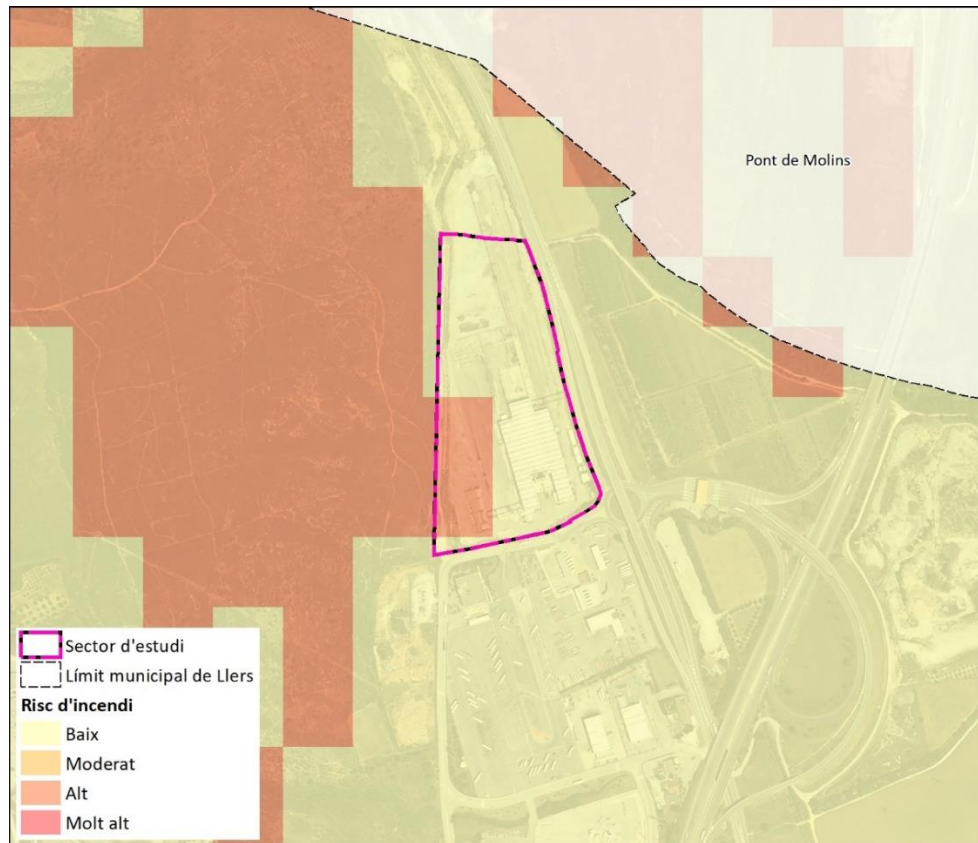 Pont de Molins
Sector d'estudi
Límit municipal de Llers
Risc d'incendi
Baix
Moderat
Alt
Molt alt